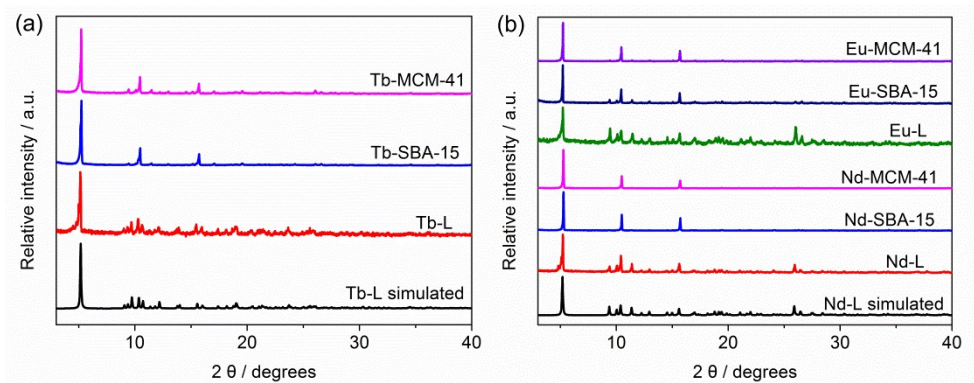 (a)
Relative intensity / a.u.
Tb-MCM-41
Tb-SBA-15
Tb-L
Tb-L simulated
10
20
30
40
2 θ / degrees
(b)
Relative intensity / a.u.
Eu-MCM-41
Eu-SBA-15
Eu-L
Nd-MCM-41
Nd-SBA-15
Nd-L
Nd-L simulated
10
20
30
40
2 θ / degrees